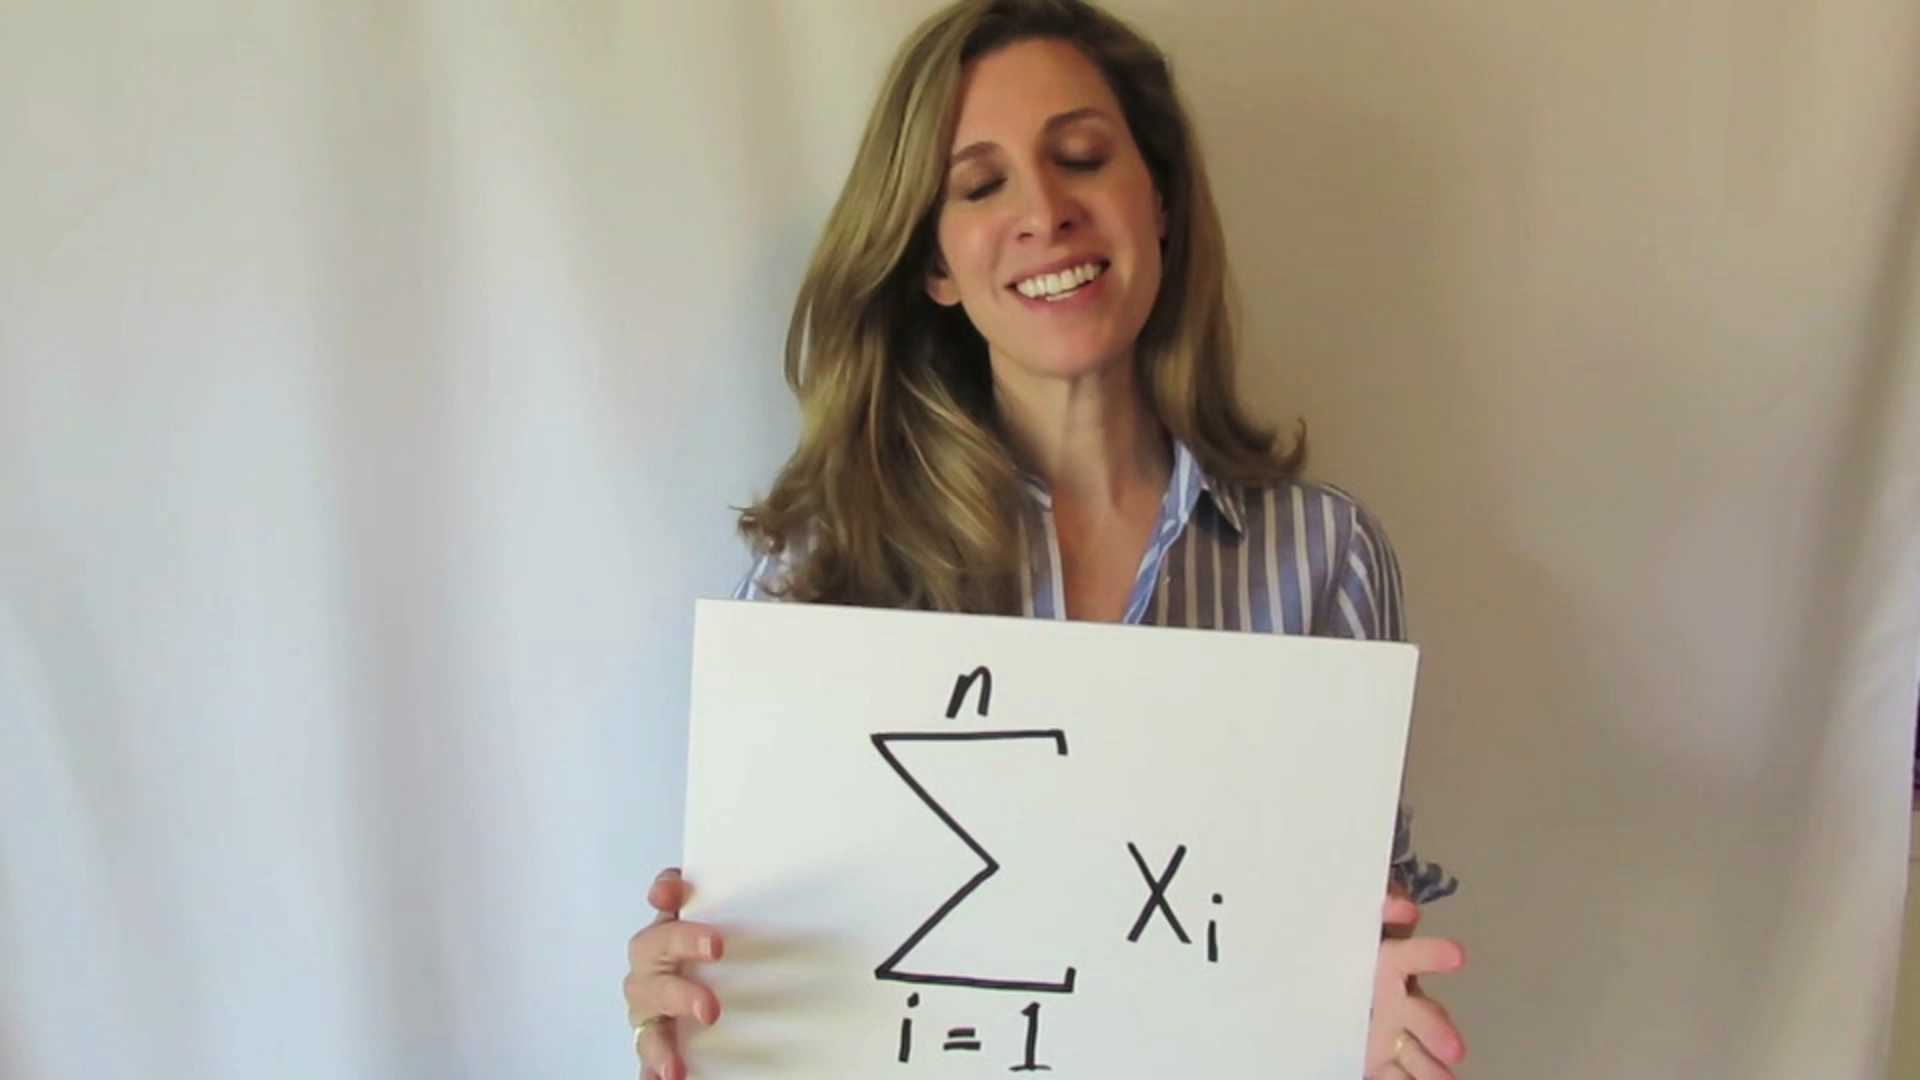 n
∑ Xi
i = 1